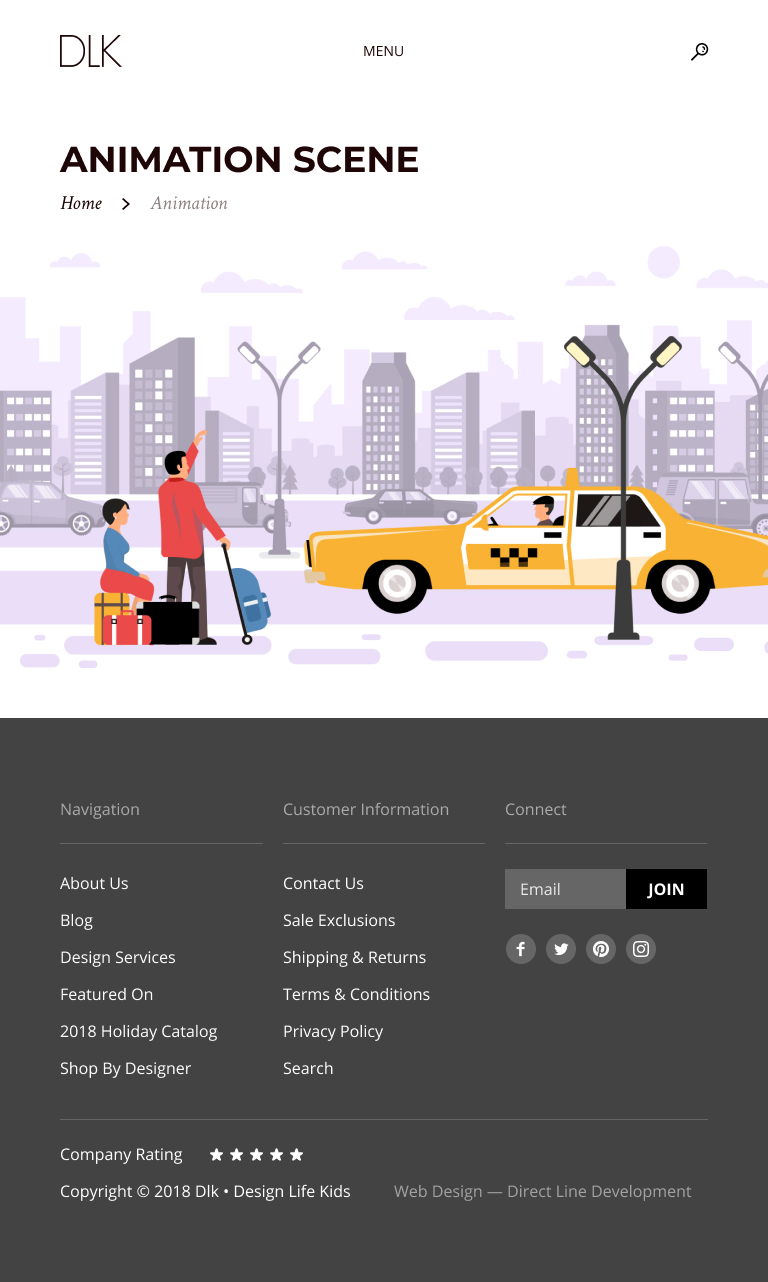 DLK
MENU
ANIMATION SCENE
Home
Animation
Navigation
About Us
Blog
Design Services
Featured On
2018 Holiday Catalog
Shop By Designer
Customer Information
Contact Us
Sale Exclusions
Shipping & Returns
Terms & Conditions
Privacy Policy
Search
Connect
Email
JOIN
Company Rating
Copyright © 2018 Dlk • Design Life Kids
Web Design — Direct Line Development